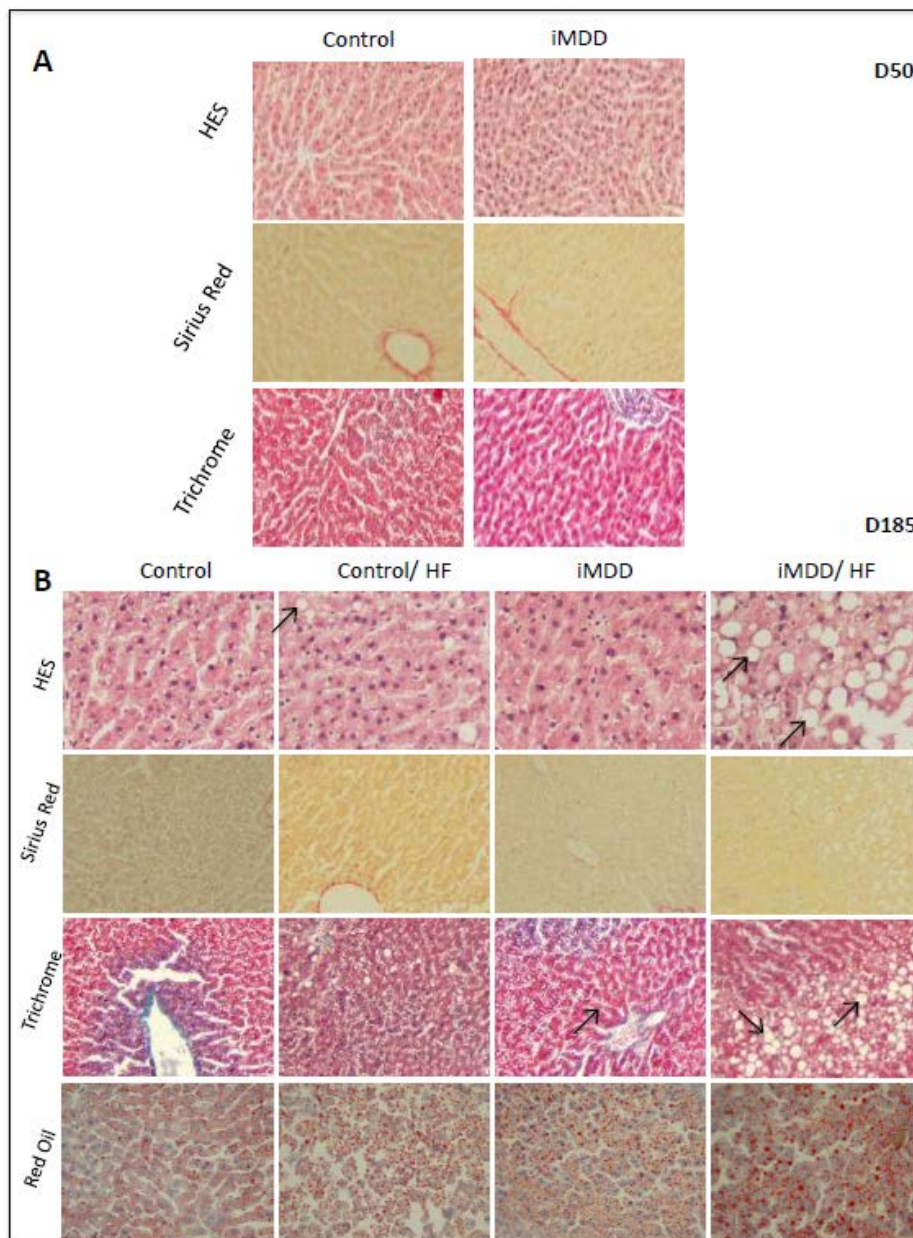 Control iMDD
A
D50
HES
Sirius Red
Trichrome
D185
B
Control Control/ HF iMDD iMDD/ HF
HES
Sirius Red
Trichrome
Red Oil